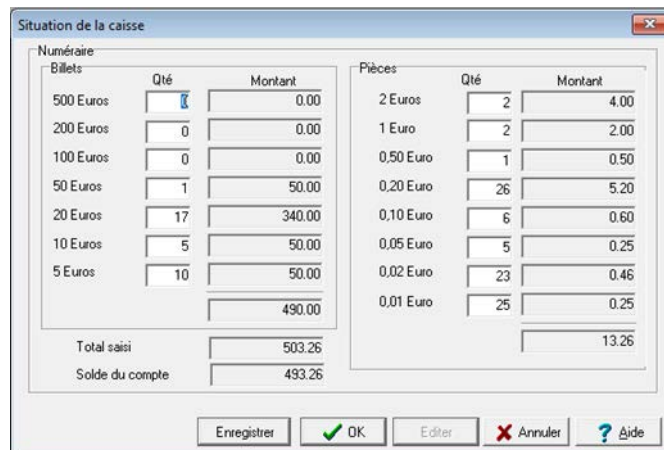 Situation de la caisse
Numéraire
Billets
Qté Montant
500 Euros 0 0.00
200 Euros 0 0.00
100 Euros 0 0.00
50 Euros 1 50.00
20 Euros 17 340.00
10 Euros 5 50.00
5 Euros 10 50.00
490.00
Total saisi 503.26
Solde du compte 493.26
Pièces
Qté Montant
2 Euros 2 4.00
1 Euro 2 2.00
0,50 Euro 1 0.50
0,20 Euro 26 5.20
0,10 Euro 6 0.60
0,05 Euro 5 0.25
0,02 Euro 23 0.46
0,01 Euro 25 0.25
13.26
Enregistrer OK Editer Annuler ? Aide